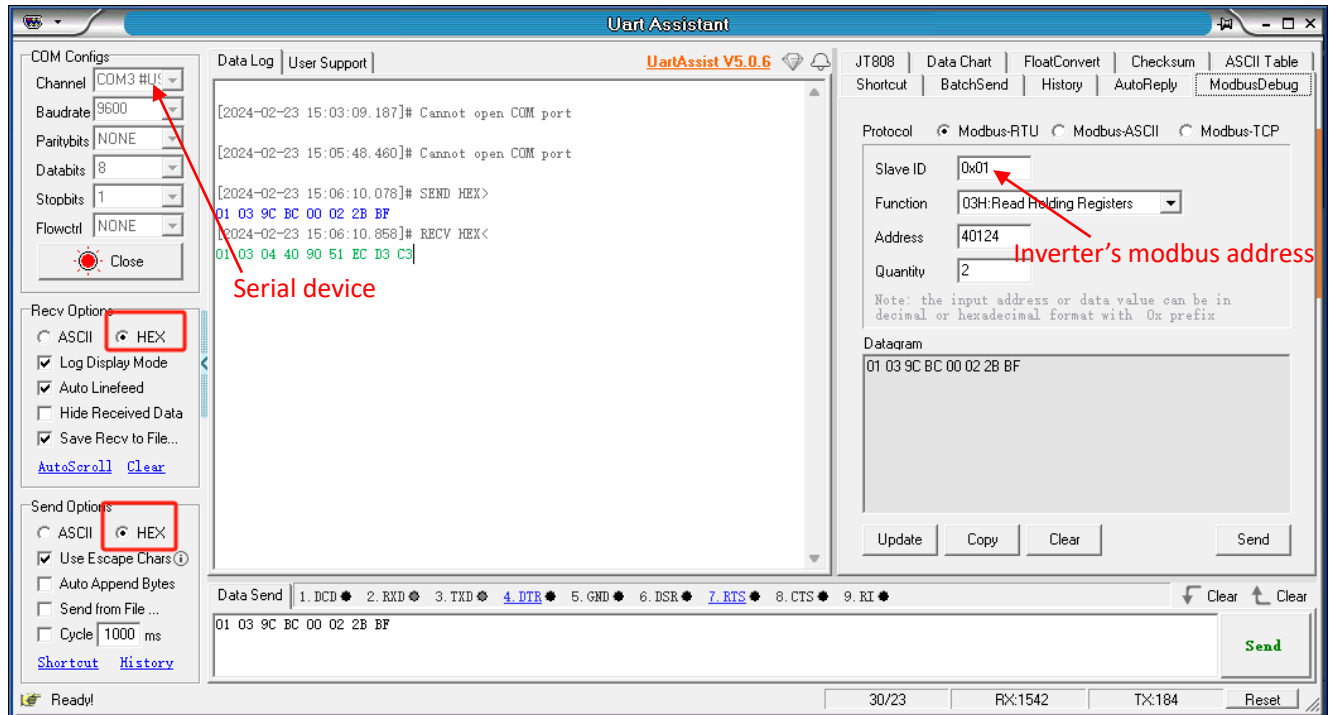 Uart Assistant
COM Configs
Channel COM3 #US
Baudrate 9600
Paritybits NONE
Databits 8
Stopbits 1
Flowctrl NONE
Close
Recv Options
ASCII HEX
Log Display Mode
Auto Linefeed
Hide Received Data
Save Recv to File...
AutoScroll Clear
Send Options
ASCII HEX
Use Escape Chars
Auto Append Bytes
Send from File ...
Cycle 1000 ms
Shortcut History
Data Log User Support UartAssist V5.0.6
[2024-02-23 15:03:09.187]# Cannot open COM port
[2024-02-23 15:05:48.460]# Cannot open COM port
[2024-02-23 15:06:10.078]# SEND HEX>
01 03 9C BC 00 02 2B BF
[2024-02-23 15:06:10.858]# RECV HEX<
01 03 04 40 90 51 EC D3 C3
Serial device
JT808 Data Chart FloatConvert Checksum ASCII Table
Shortcut BatchSend History AutoReply ModbusDebug
Protocol Modbus-RTU Modbus-ASCII Modbus-TCP
Slave ID 0x01
Function 03H:Read Holding Registers
Address 40124
Inverter's modbus address
Quantity 2
Note: the input address or data value can be in
decimal or hexadecimal format with 0x prefix
Datagram
01 03 9C BC 00 02 2B BF
Update Copy Clear Send
Data Send 1. DCD 2. RXD 3. TXD 4. DTR 5. GND 6. DSR 7. RTS 8. CTS 9. RI Clear Clear
01 03 9C BC 00 02 2B BF
Send
Ready! 30/23 RX:1542 TX:184 Reset